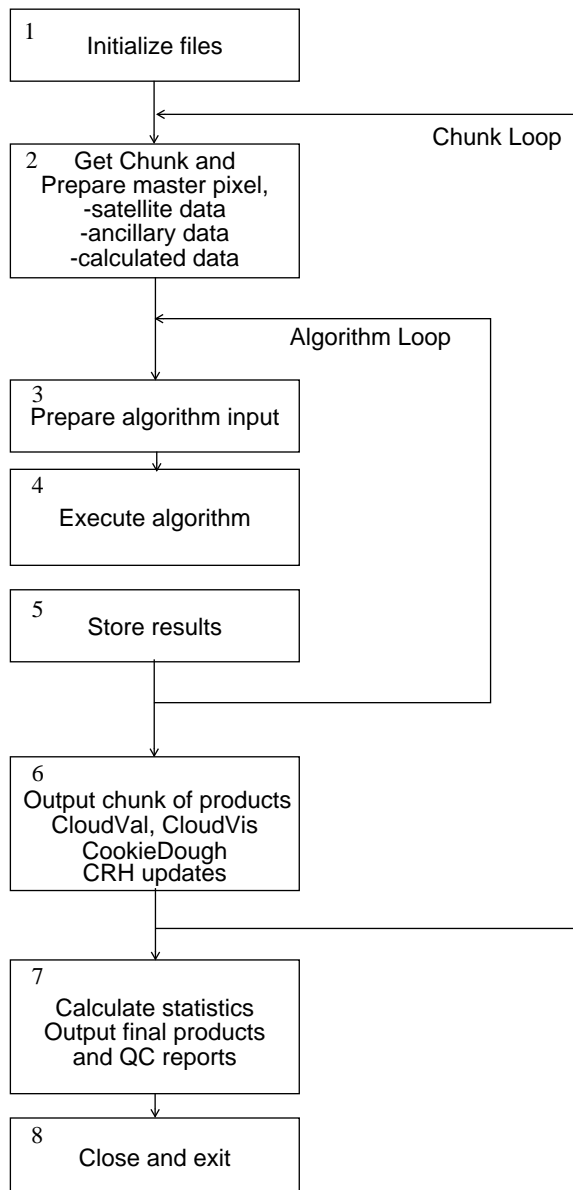 1
Initialize files
Chunk Loop
2
Get Chunk and
Prepare master pixel,
-satellite data
-ancillary data
-calculated data
Algorithm Loop
3
Prepare algorithm input
4
Execute algorithm
5
Store results
6
Output chunk of products
CloudVal, CloudVis
CookieDough
CRH updates
7
Calculate statistics
Output final products
and QC reports
8
Close and exit